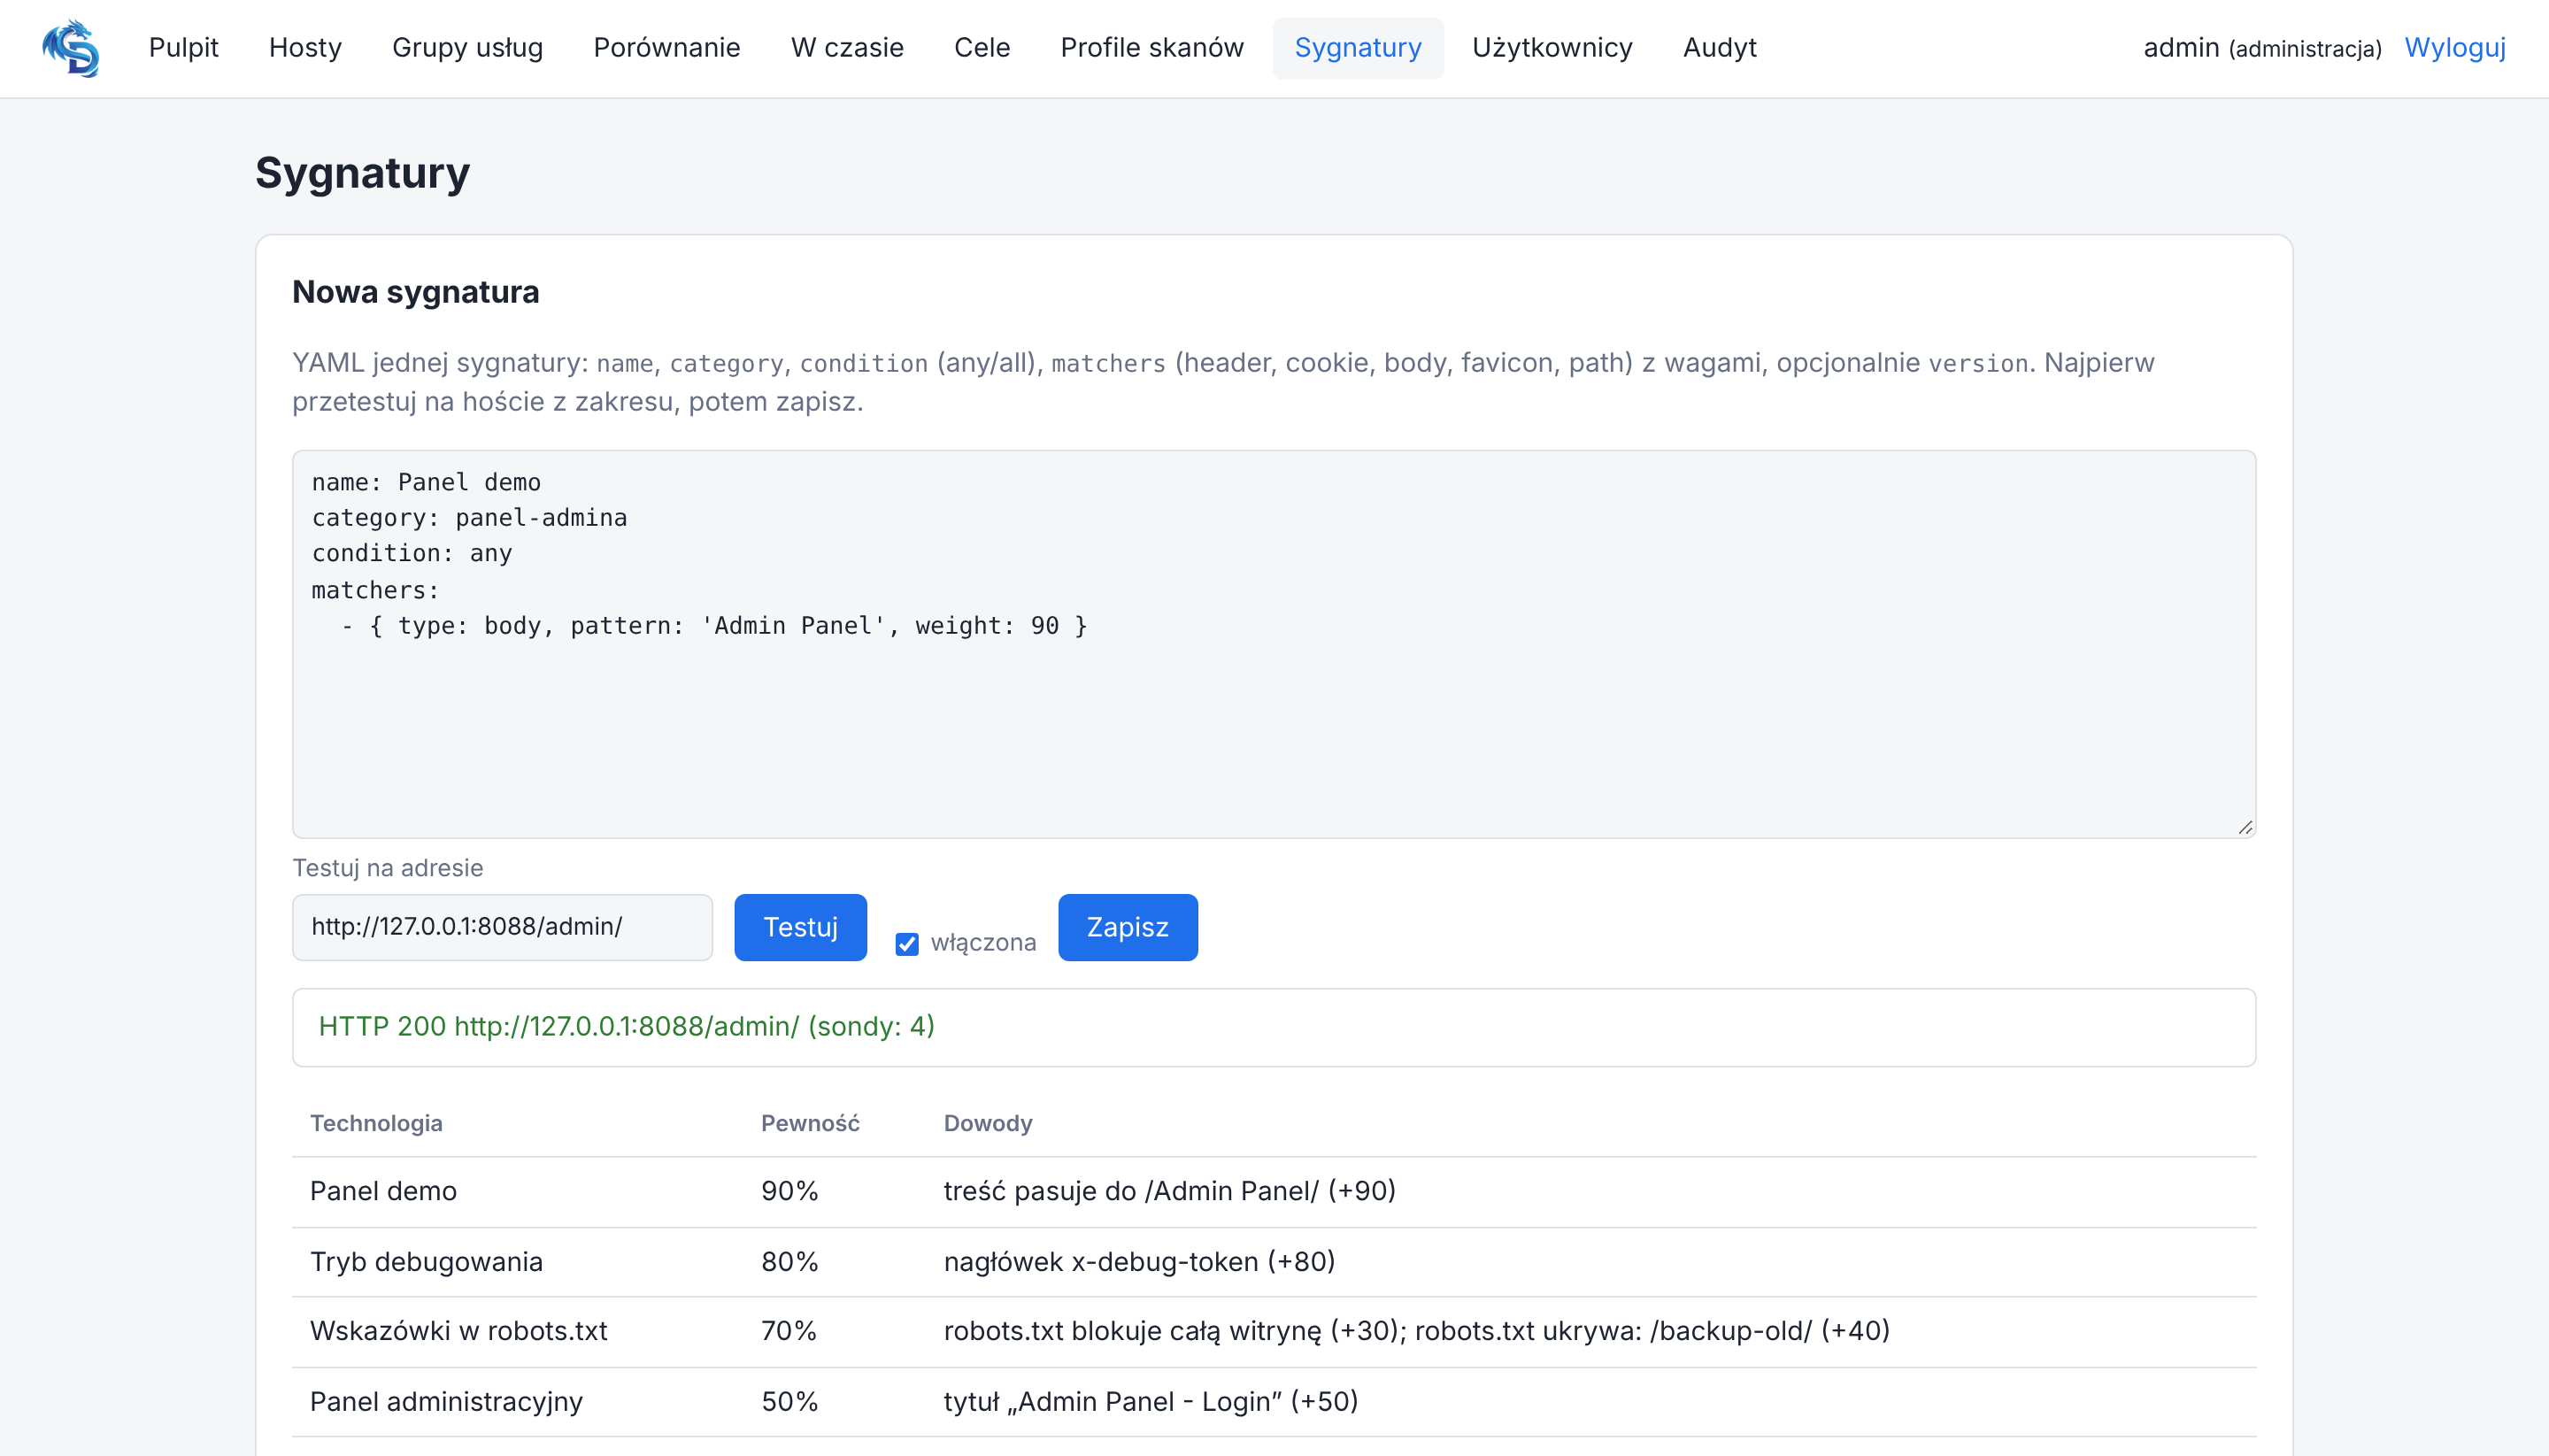 Pulpit Hosty Grupy usług Porównanie W czasie Cele Profile skanów Sygnatury Użytkownicy Audyt admin (administracja) Wyloguj
Sygnatury
Nowa sygnatura
YAML jednej sygnatury: name, category, condition (any/all), matchers (header, cookie, body, favicon, path) z wagami, opcjonalnie version. Najpierw
przetestuj na hoście z zakresu, potem zapisz.
name: Panel demo
category: panel-admina
condition: any
matchers:
  - { type: body, pattern: 'Admin Panel', weight: 90 }
Testuj na adresie
http://127.0.0.1:8088/admin/ Testuj włączona Zapisz
HTTP 200 http://127.0.0.1:8088/admin/ (sondy: 4)
Technologia Pewność Dowody
Panel demo 90% treść pasuje do /Admin Panel/ (+90)
Tryb debugowania 80% nagłówek x-debug-token (+80)
Wskazówki w robots.txt 70% robots.txt blokuje całą witrynę (+30); robots.txt ukrywa: /backup-old/ (+40)
Panel administracyjny 50% tytuł „Admin Panel - Login” (+50)